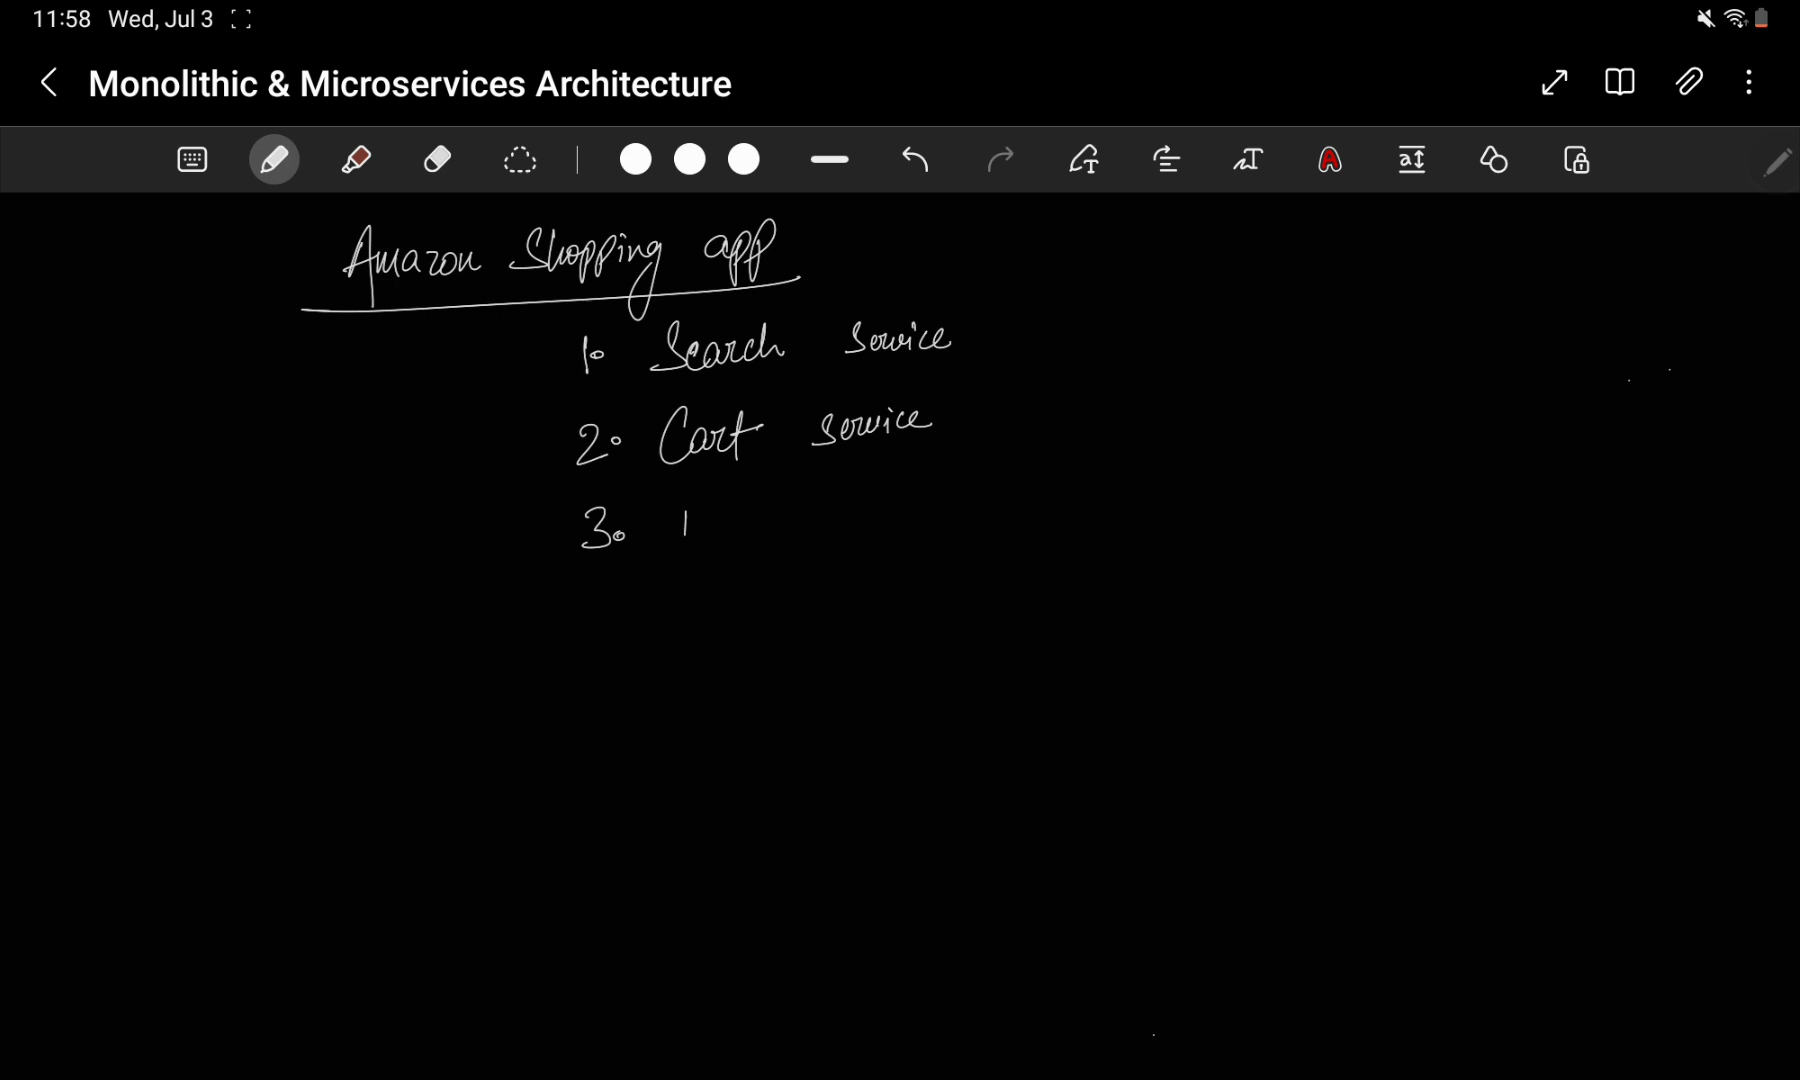 11:58 Wed, Jul 3
Monolithic & Microservices Architecture
Amazon Shopping app
1. Search Service
2. Cart Service
3. I